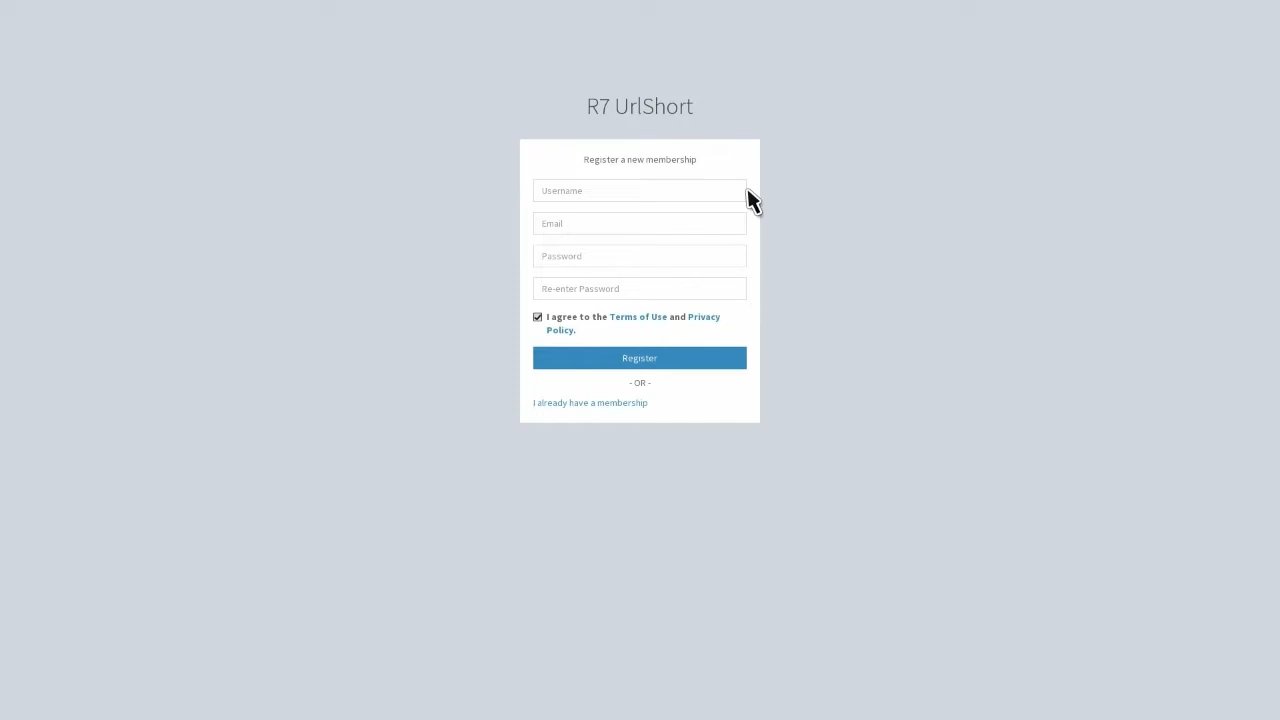 R7 UrlShort
Register a new membership
Username
Email
Password
Re-enter Password
I agree to the Terms of Use and Privacy
Policy.
Register
- OR -
I already have a membership